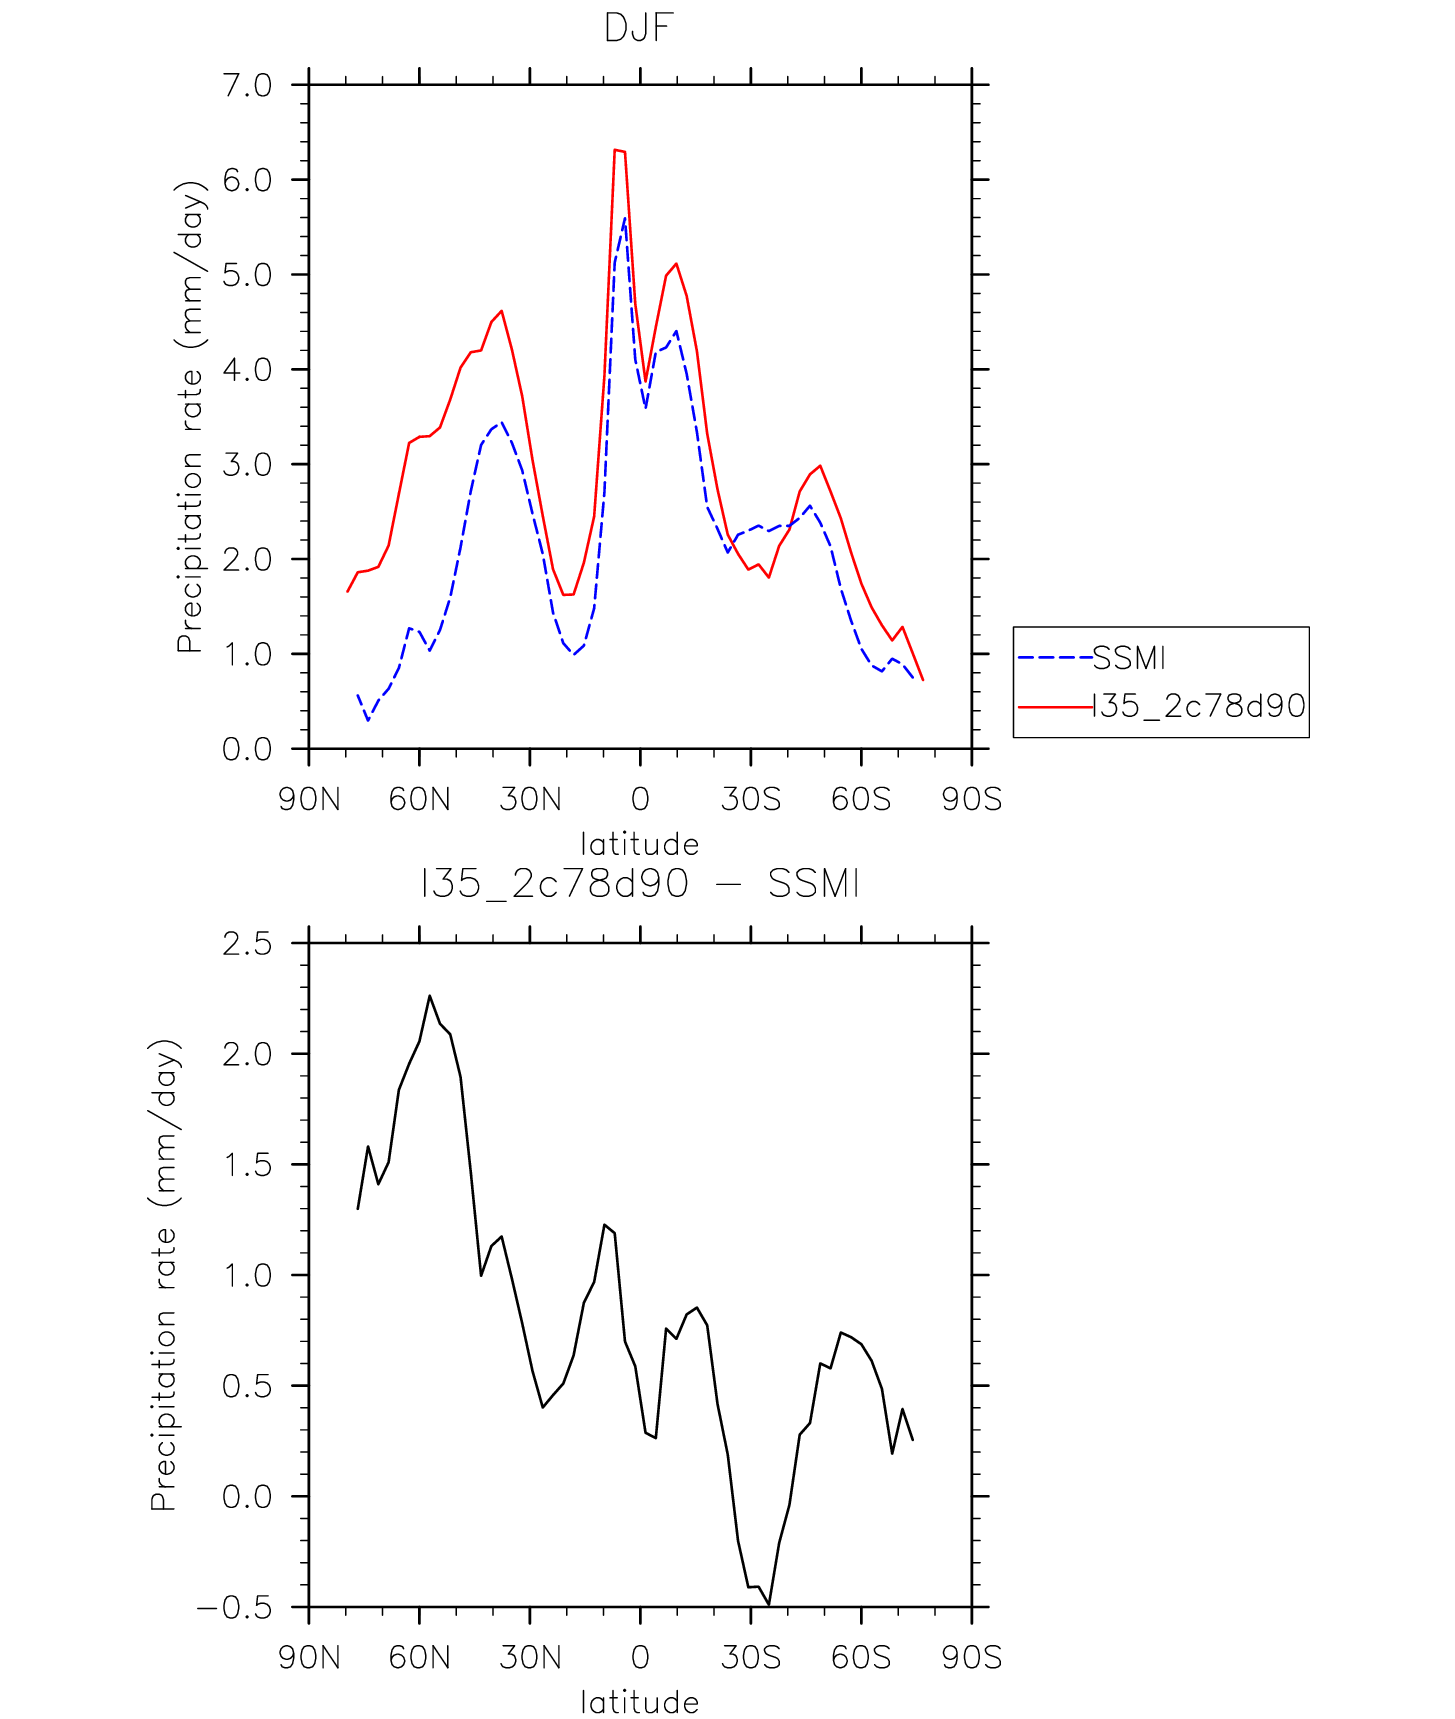 DJF
7.0
6.0
5.0
4.0
3.0
2.0
1.0
0.0
Precipitation rate (mm/day)
90N 60N 30N 0 30S 60S 90S
latitude
SSMI
I35_2c78d90
I35_2c78d90 − SSMI
2.5
2.0
1.5
1.0
0.5
0.0
−0.5
Precipitation rate (mm/day)
90N 60N 30N 0 30S 60S 90S
latitude